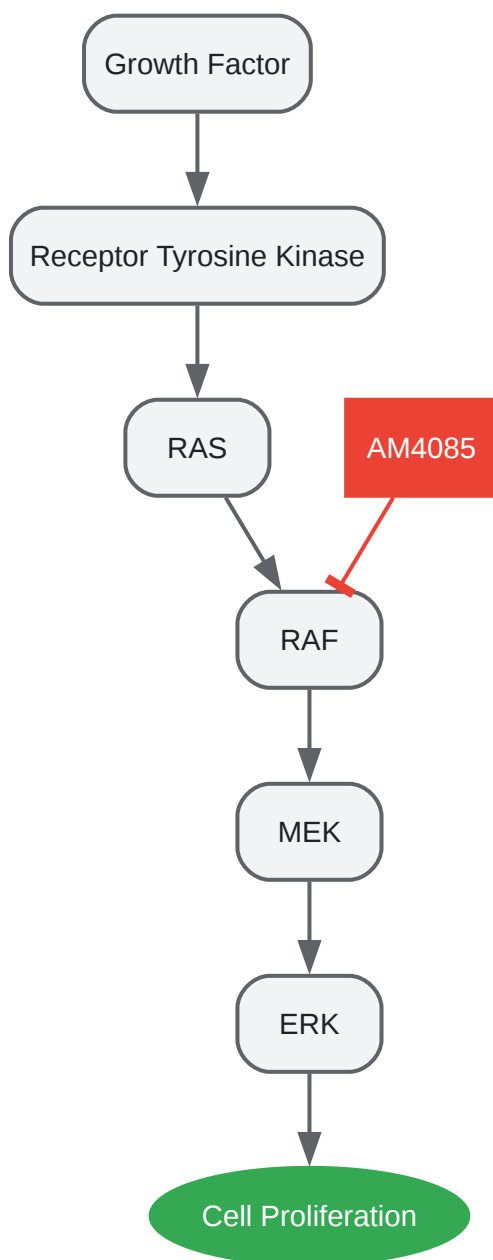 Growth Factor
Receptor Tyrosine Kinase
RAS
AM4085
RAF
MEK
ERK
Cell Proliferation